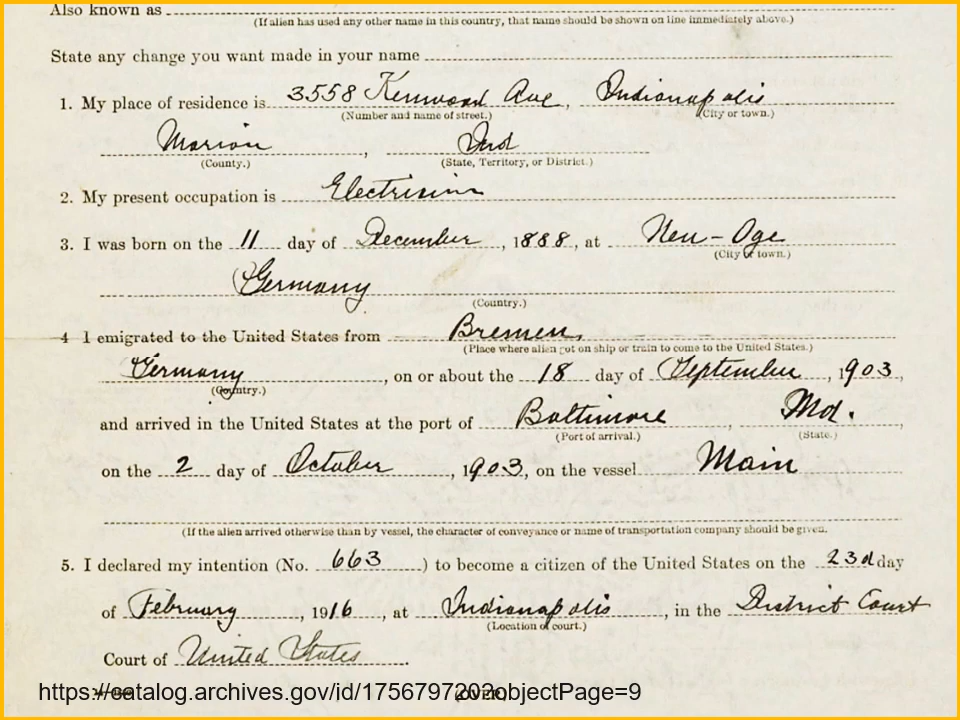 Also known as
(If alien has used any other name in this country, that name should be shown on line immediately above.)
State any change you want made in your name
1. My place of residence is 3558 Kenwood Ave, Indianapolis
(Number and name of street.) (City or town.)
Marion, Ind
(County.) (State, Territory, or District.)
2. My present occupation is Electrician
3. I was born on the 11 day of December, 1888, at Neu-Oge
(City or town.)
Germany
(Country.)
4 I emigrated to the United States from Bremen,
(Place where alien got on ship or train to come to the United States.)
Germany, on or about the 18 day of September, 1903,
(Country.)
and arrived in the United States at the port of Baltimore, Md.,
(Port of arrival.) (State.)
on the 2 day of October, 1903, on the vessel Main
(If the alien arrived otherwise than by vessel, the character of conveyance or name of transportation company should be given.
5. I declared my intention (No. 663) to become a citizen of the United States on the 23d day
of February, 1916, at Indianapolis, in the District Court
(Location of court.)
Court of United States.
https://catalog.archives.gov/id/175679720?objectPage=9